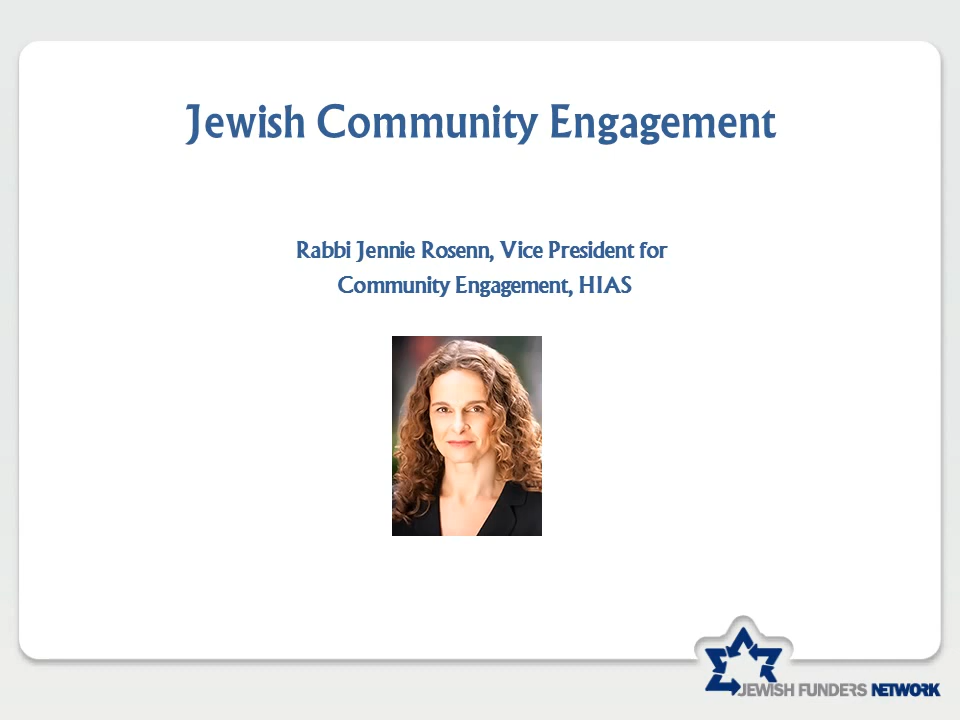 Jewish Community Engagement
Rabbi Jennie Rosenn, Vice President for
Community Engagement, HIAS
JEWISH FUNDERS NETWORK